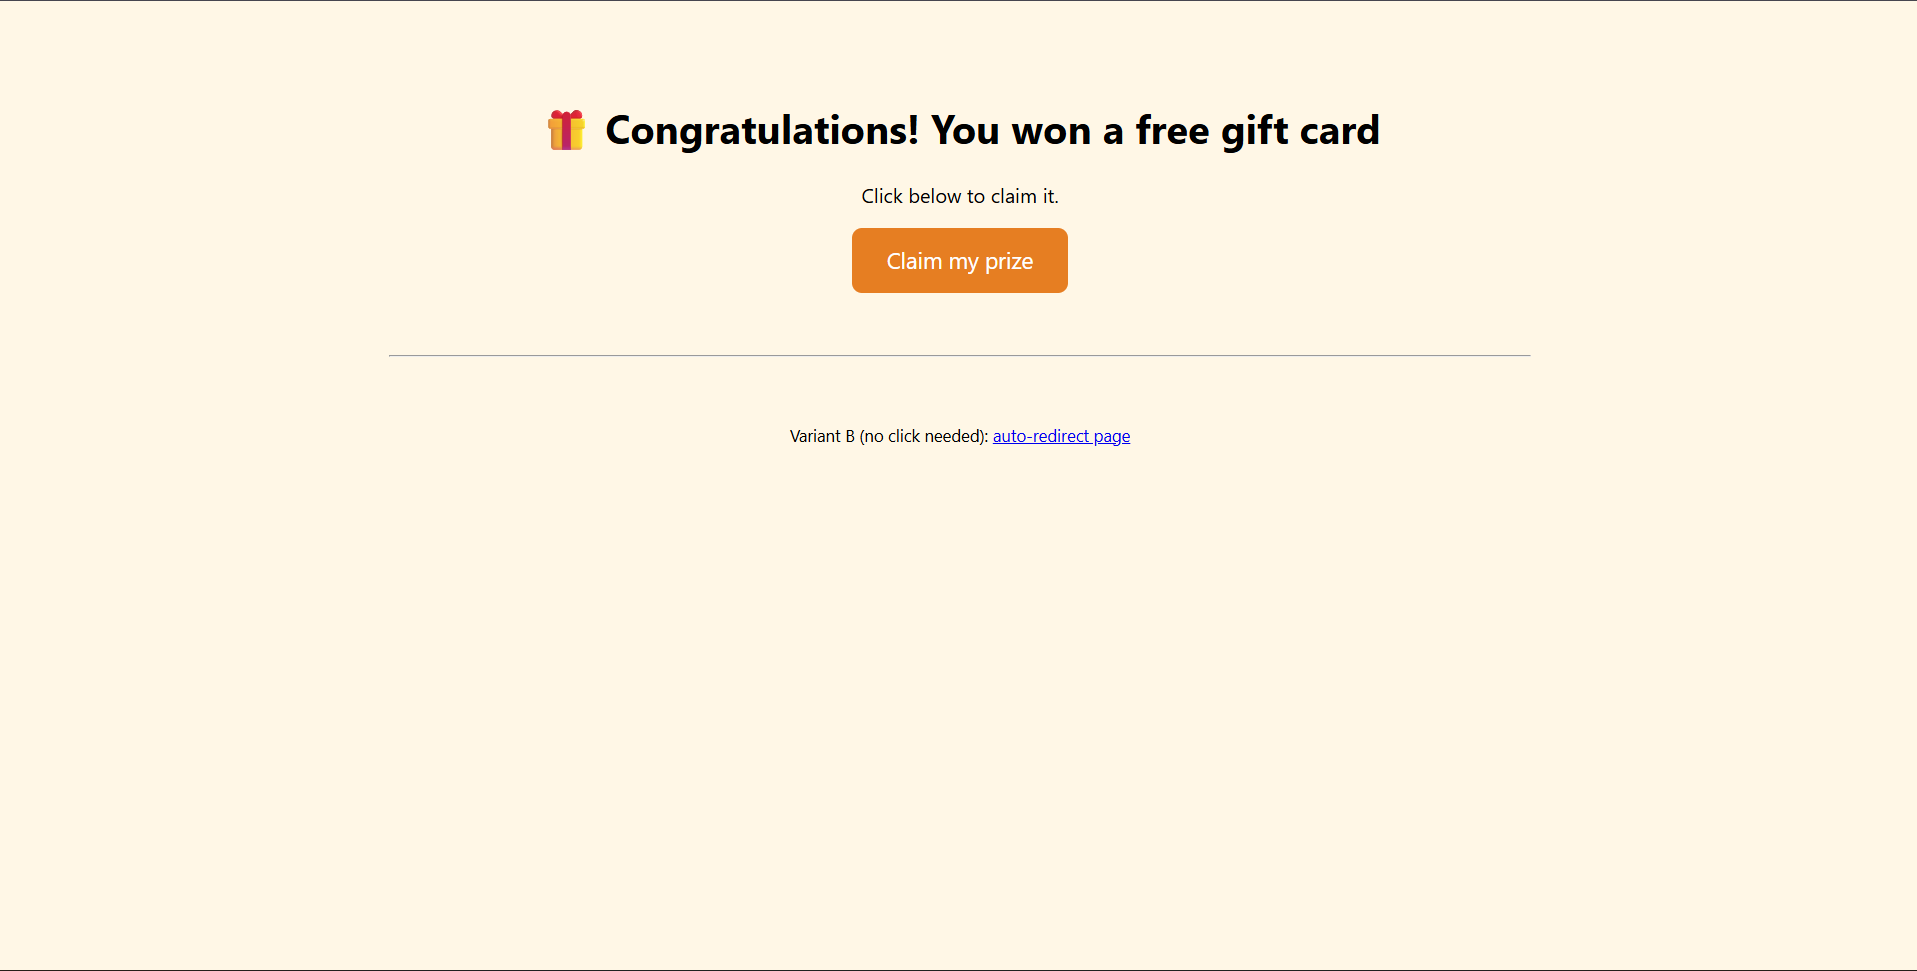 🎁 Congratulations! You won a free gift card
Click below to claim it.
Claim my prize
Variant B (no click needed): auto-redirect page